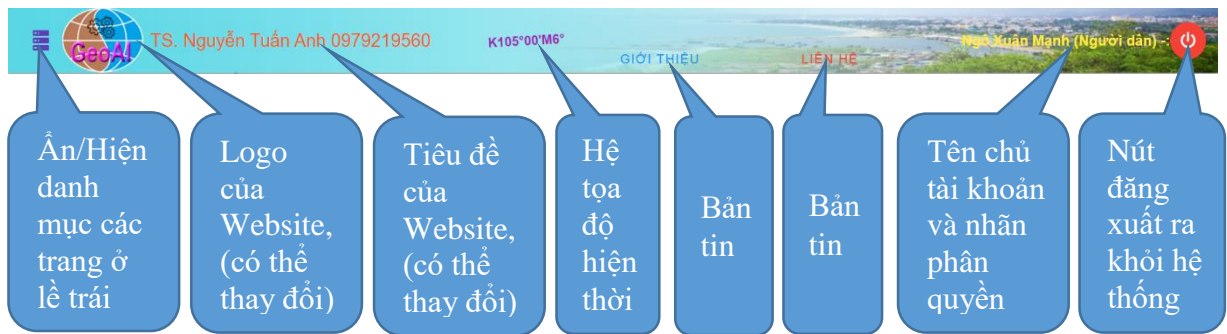 GeoAI
TS. Nguyễn Tuấn Anh 0979219560
K105°00'M6°
GIỚI THIỆU
LIÊN HỆ
Ngô Xuân Mạnh (Người dân) -:
Ẩn/Hiện
danh
mục các
trang ở
lề trái
Logo
của
Website,
(có thể
thay đổi)
Tiêu đề
của
Website,
(có thể
thay đổi)
Hệ
tọa
độ
hiện
thời
Bản
tin
Bản
tin
Tên chủ
tài khoản
và nhãn
phân
quyền
Nút
đăng
xuất ra
khỏi hệ
thống